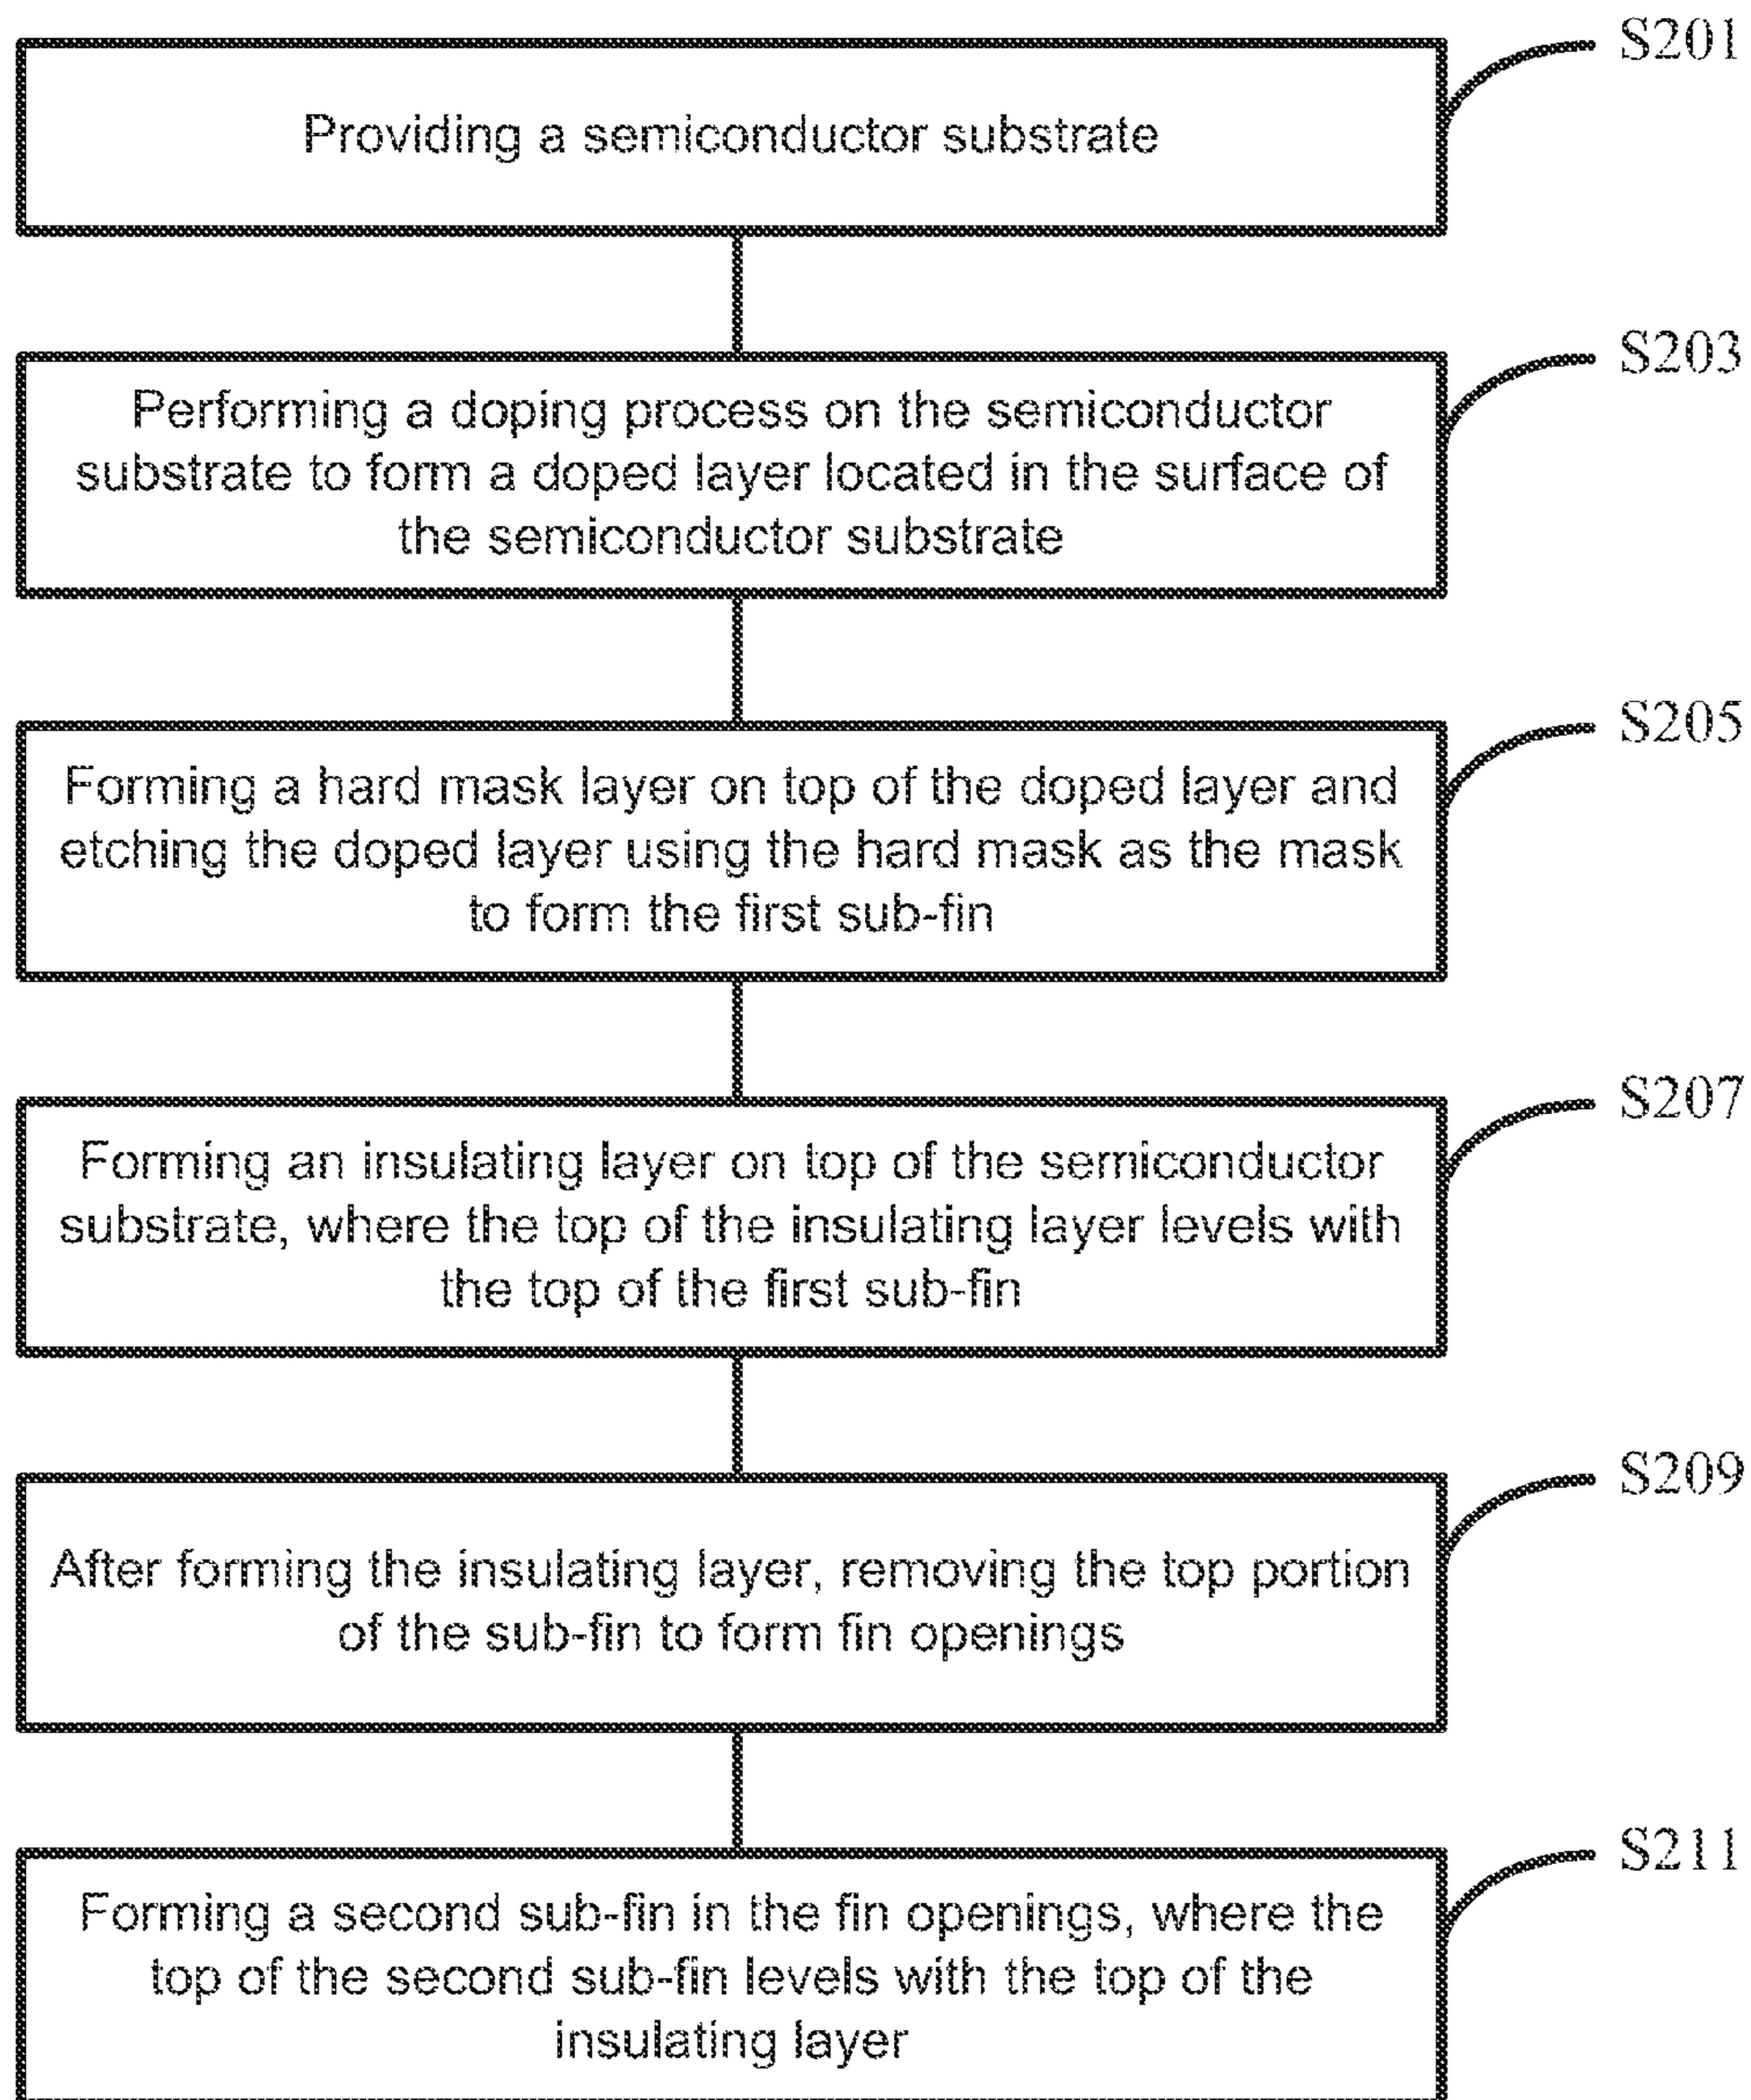 S201
Providing a semiconductor substrate
S203
Performing a doping process on the semiconductor
substrate to form a doped layer located in the surface of
the semiconductor substrate
S205
Forming a hard mask layer on top of the doped layer and
etching the doped layer using the hard mask as the mask
to form the first sub-fin
S207
Forming an insulating layer on top of the semiconductor
substrate, where the top of the insulating layer levels with
the top of the first sub-fin
S209
After forming the insulating layer, removing the top portion
of the sub-fin to form fin openings
S211
Forming a second sub-fin in the fin openings, where the
top of the second sub-fin levels with the top of the
insulating layer